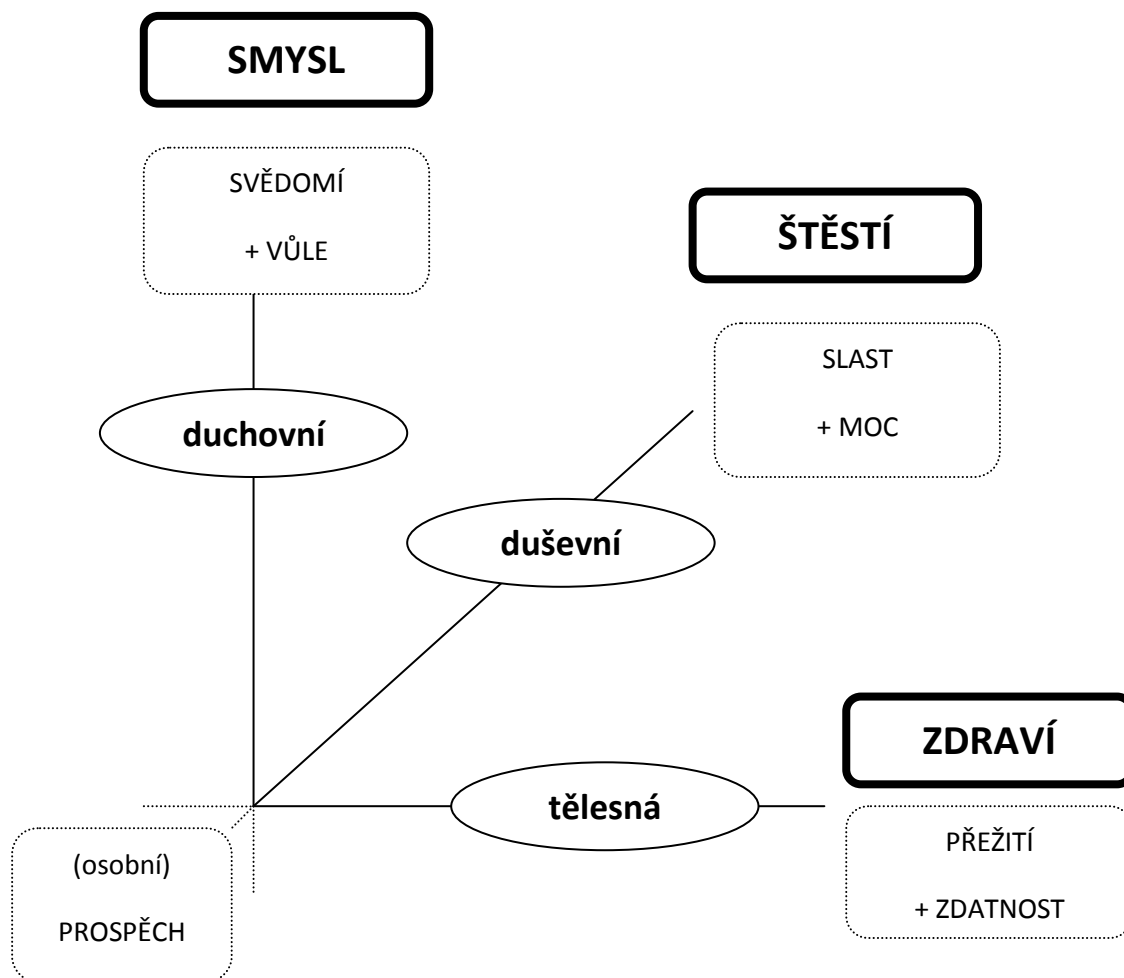 SMYSL
SVĚDOMÍ
+ VŮLE
ŠTĚSTÍ
SLAST
+ MOC
duchovní
duševní
ZDRAVÍ
tělesná
PŘEŽITÍ
+ ZDATNOST
(osobní)
PROSPĚCH